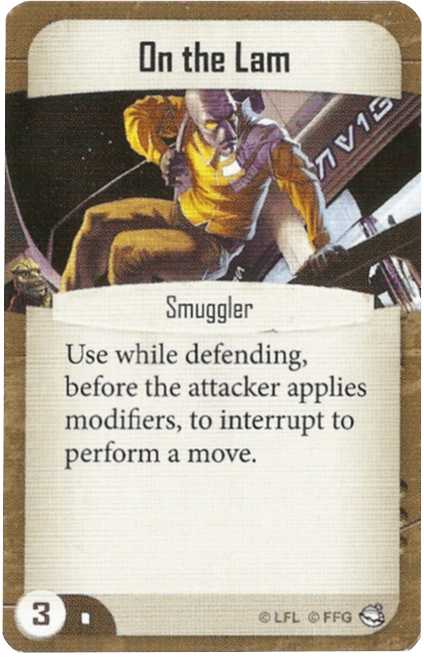 On the Lam
NV13
Smuggler
Use while defending,
before the attacker applies
modifiers, to interrupt to
perform a move.
3
© LFL © FFG